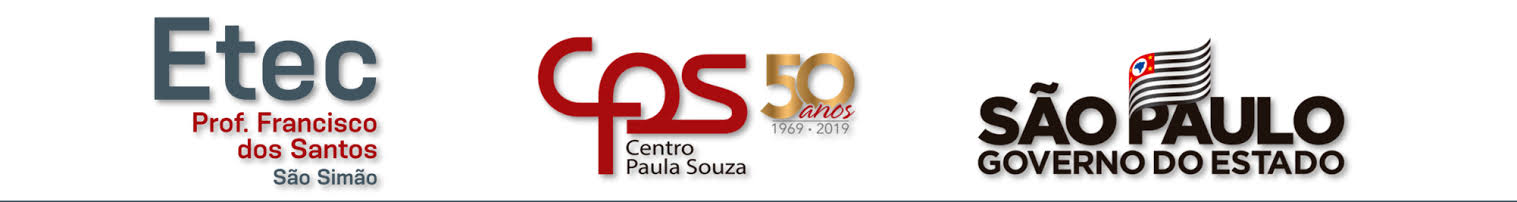 Etec
Prof. Francisco
dos Santos
São Simão
CPS
50
anos
1969 · 2019
Centro
Paula Souza
SÃO PAULO
GOVERNO DO ESTADO